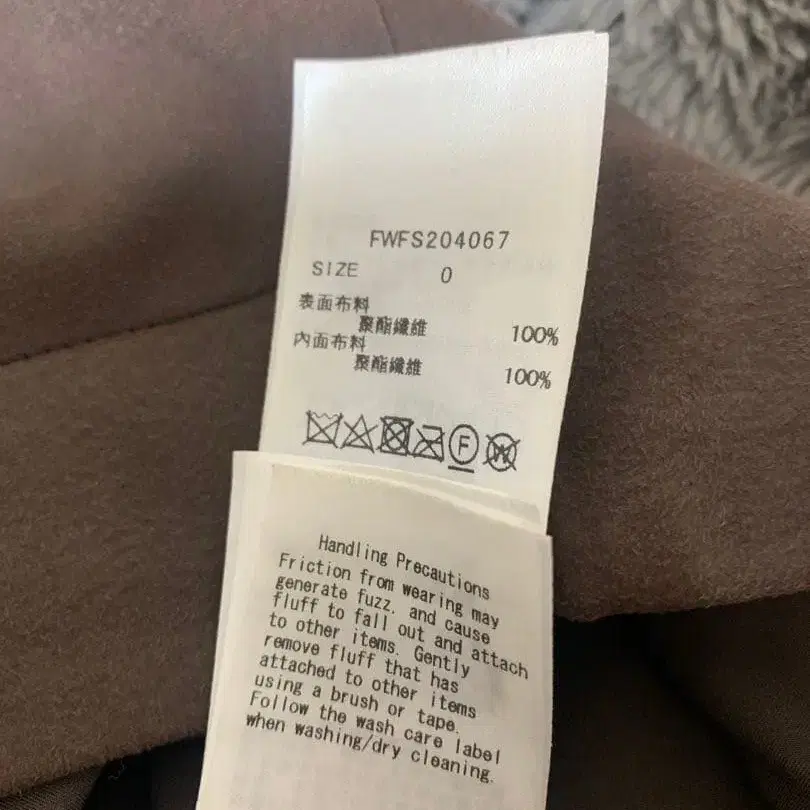 FWFS204067
SIZE 0
表面布料
聚酯纖維 100%
內面布料
聚酯纖維 100%
F W
Handling Precautions
Friction from wearing may
generate fuzz, and cause
fluff to fall out and attach
to other items. Gently
remove fluff that has
attached to other items
using a brush or tape.
Follow the wash care label
when washing/dry cleaning.